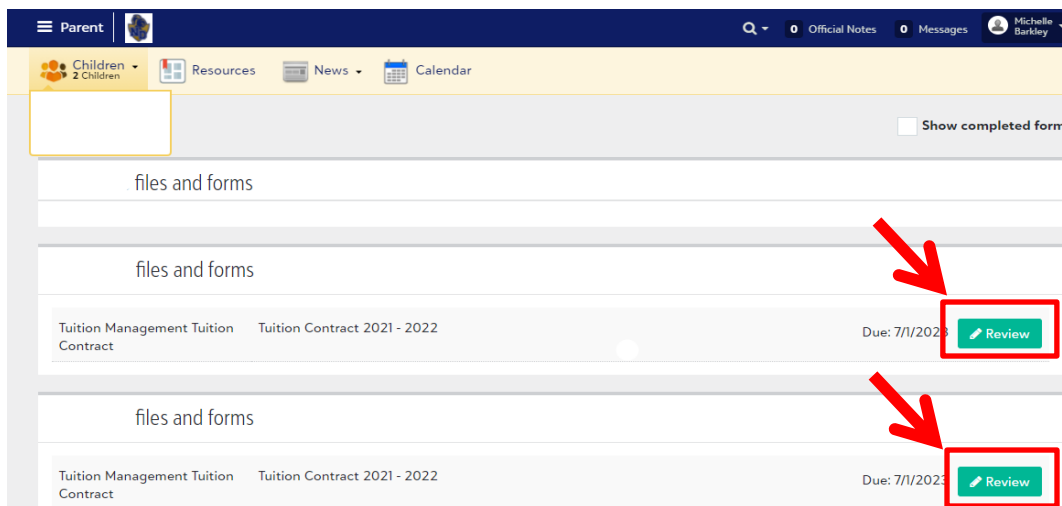 Parent
0 Official Notes 0 Messages Michelle
Barkley
Children
2 Children
Resources News Calendar
Show completed form
files and forms
files and forms
Tuition Management Tuition Tuition Contract 2021 - 2022 Due: 7/1/2023 Review
Contract
files and forms
Tuition Management Tuition Tuition Contract 2021 - 2022 Due: 7/1/2023 Review
Contract